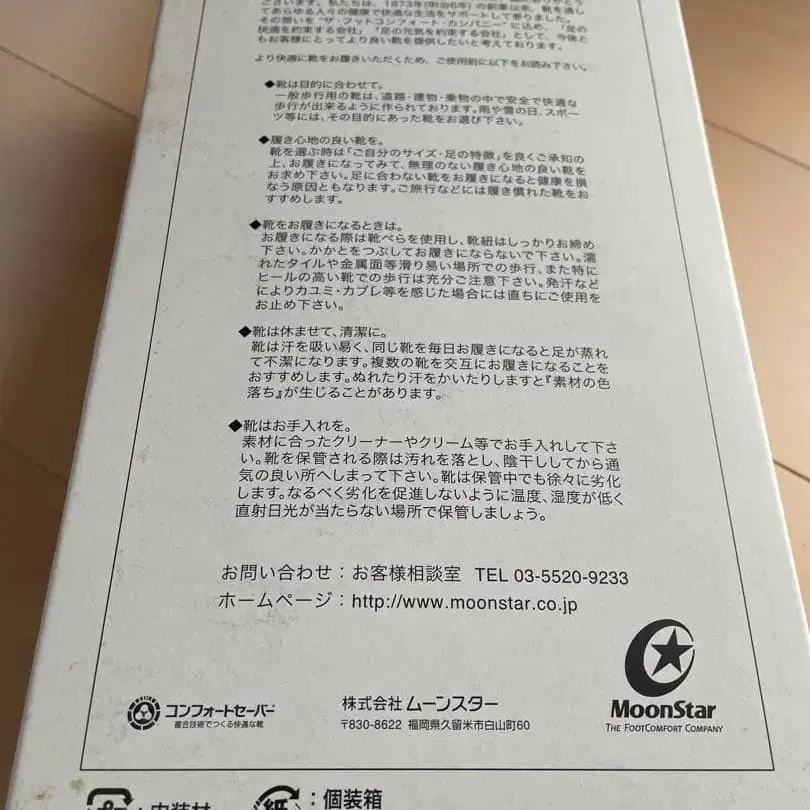 ございます。私たちは、1873年(明治6年)の創業以来、靴を通し
てあらゆる人々の健康で快適な生活をサポートして参りました。
その想いを“ザ・フットコンフォート・カンパニー”に込め、「足の
快適を約束する会社」「足の元気を約束する会社」として、今後と
もお客様にとってより良い靴を提供したいと考えております。
より快適に靴をお履きいただくため、ご使用前に以下をお読み下さい。
◆靴は目的に合わせて。
一般歩行用の靴は、道路・建物・乗物の中で安全で快適な
歩行が出来るように作られております。雨や雪の日、スポー
ツ等には、その目的にあった靴をお選び下さい。
◆履き心地の良い靴を。
靴を選ぶ時は「ご自分のサイズ・足の特徴」を良くご承知の
上、お履きになってみて、無理のない履き心地の良い靴を
お求め下さい。足に合わない靴をお履きになると健康を損
なう原因ともなります。ご旅行などには履き慣れた靴をお
すすめします。
◆靴をお履きになるときは。
お履きになる際は靴べらを使用し、靴紐はしっかりお締め
下さい。かかとをつぶしてお履きにならないで下さい。濡
れたタイルや金属面等滑り易い場所での歩行、また特に
ヒールの高い靴での歩行は充分ご注意下さい。発汗など
によりカユミ・カブレ等を感じた場合には直ちにご使用を
お止め下さい。
◆靴は休ませて、清潔に。
靴は汗を吸い易く、同じ靴を毎日お履きになると足が蒸れ
て不潔になります。複数の靴を交互にお履きになることを
おすすめします。ぬれたり汗をかいたりしますと『素材の色
落ち』が生じることがあります。
◆靴はお手入れを。
素材に合ったクリーナーやクリーム等でお手入れして下さ
い。靴を保管される際は汚れを落とし、陰干ししてから通
気の良い所へしまって下さい。靴は保管中でも徐々に劣化
します。なるべく劣化を促進しないように温度、湿度が低く
直射日光が当たらない場所で保管しましょう。
お問い合わせ：お客様相談室 TEL 03-5520-9233
ホームページ：http://www.moonstar.co.jp
コンフォートセーバー
複合技術でつくる快適な靴
株式会社 ムーンスター
〒830-8622 福岡県久留米市白山町60
MoonStar
THE FOOTCOMFORT COMPANY
紙：個装箱